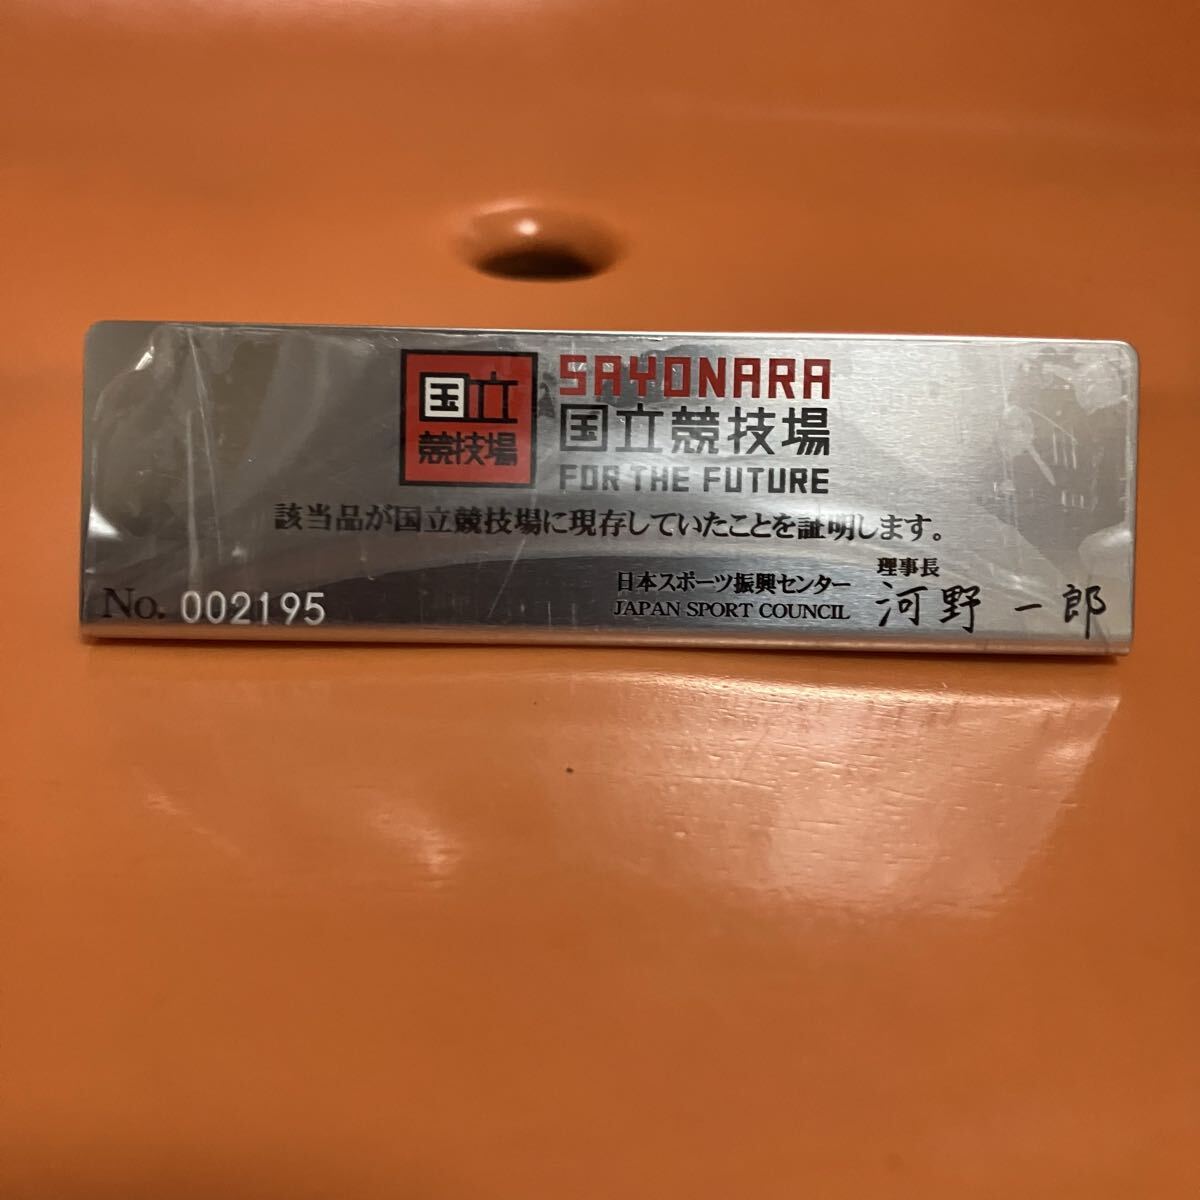 国立
競技場
SAYONARA
国立競技場
FOR THE FUTURE
該当品が国立競技場に現存していたことを証明します。
No. 002195
日本スポーツ振興センター
JAPAN SPORT COUNCIL
理事長
河野 一郎